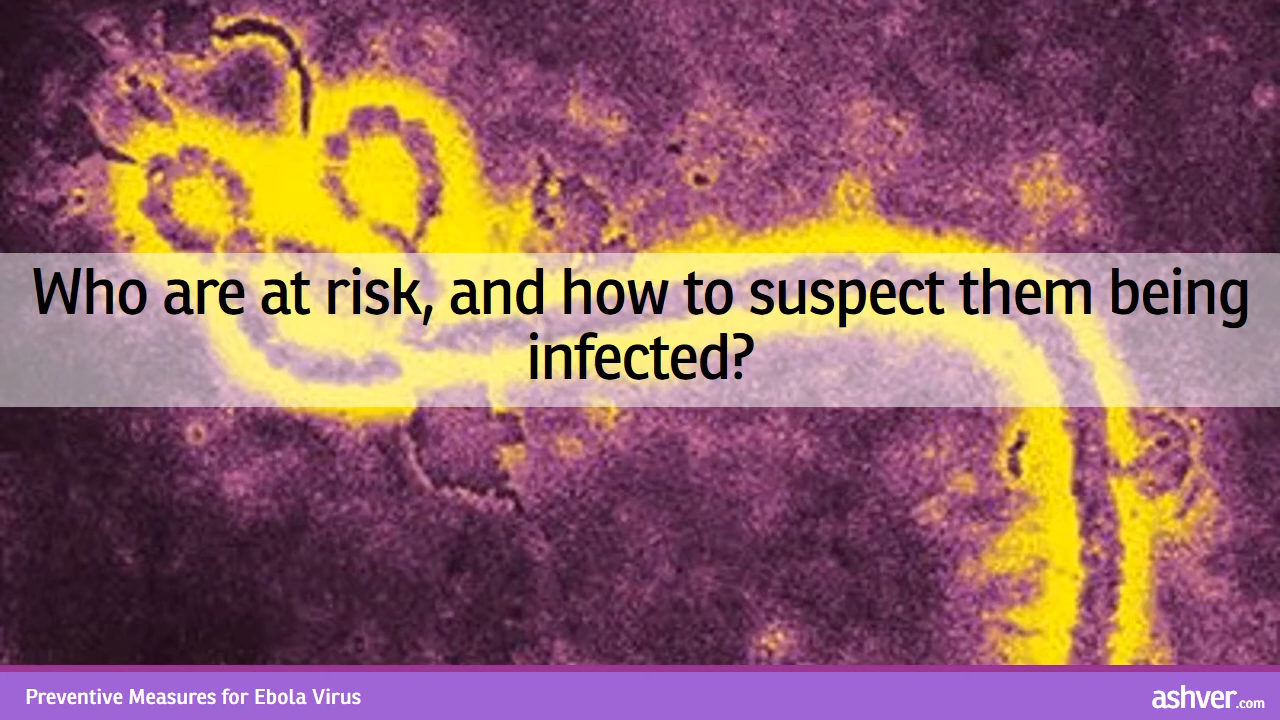 Who are at risk, and how to suspect them being
infected?
Preventive Measures for Ebola Virus
ashver.com